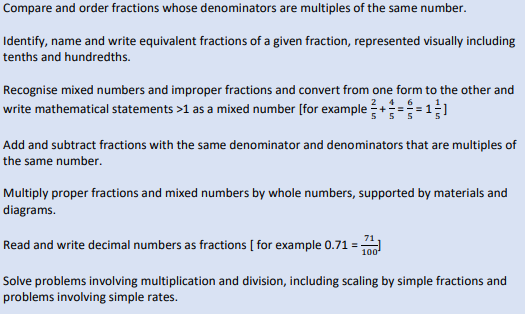 Compare and order fractions whose denominators are multiples of the same number.
Identify, name and write equivalent fractions of a given fraction, represented visually including
tenths and hundredths.
Recognise mixed numbers and improper fractions and convert from one form to the other and
write mathematical statements >1 as a mixed number [for example 2/5 + 4/5 = 6/5 = 1 1/5]
Add and subtract fractions with the same denominator and denominators that are multiples of
the same number.
Multiply proper fractions and mixed numbers by whole numbers, supported by materials and
diagrams.
Read and write decimal numbers as fractions [ for example 0.71 = 71/100]
Solve problems involving multiplication and division, including scaling by simple fractions and
problems involving simple rates.